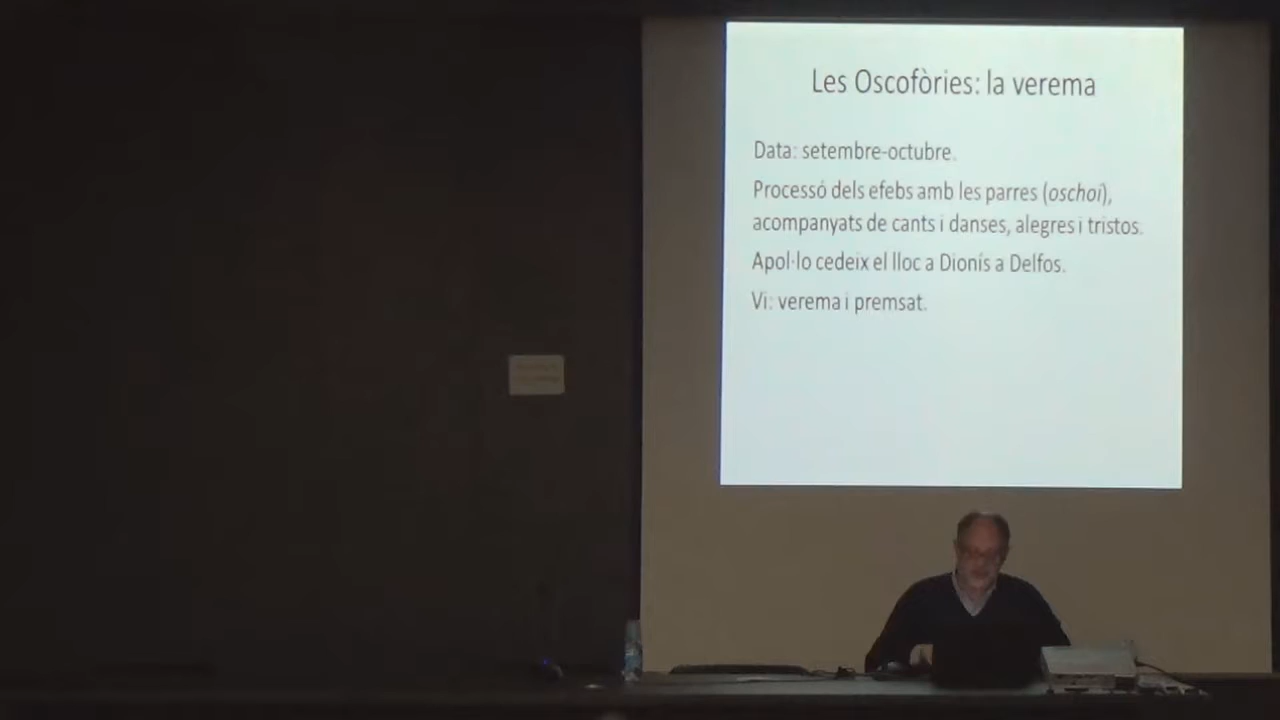 Les Oscofòries: la verema
Data: setembre-octubre.
Processó dels efebs amb les parres (oschoi),
acompanyats de cants i danses, alegres i tristos.
Apol·lo cedeix el lloc a Dionís a Delfos.
Vi: verema i premsat.